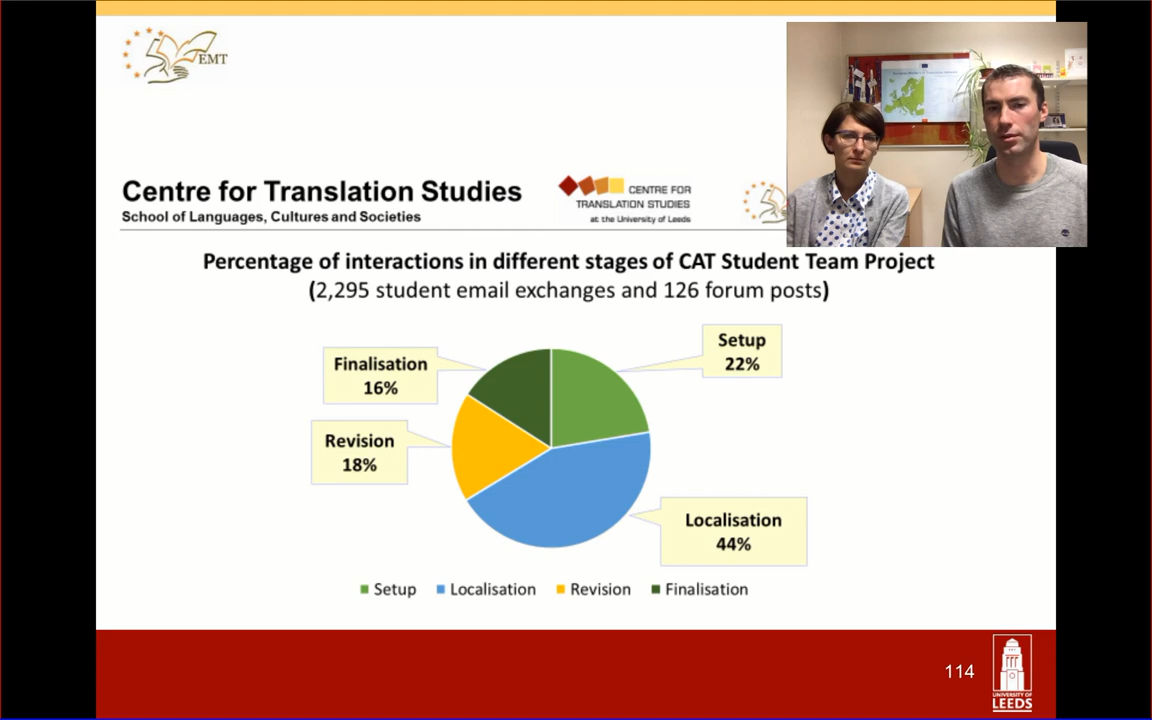 EMT
Centre for Translation Studies
School of Languages, Cultures and Societies
CENTRE FOR
TRANSLATION STUDIES
at the University of Leeds
Percentage of interactions in different stages of CAT Student Team Project
(2,295 student email exchanges and 126 forum posts)
Setup
22%
Finalisation
16%
Revision
18%
Localisation
44%
Setup Localisation Revision Finalisation
114
UNIVERSITY OF
LEEDS